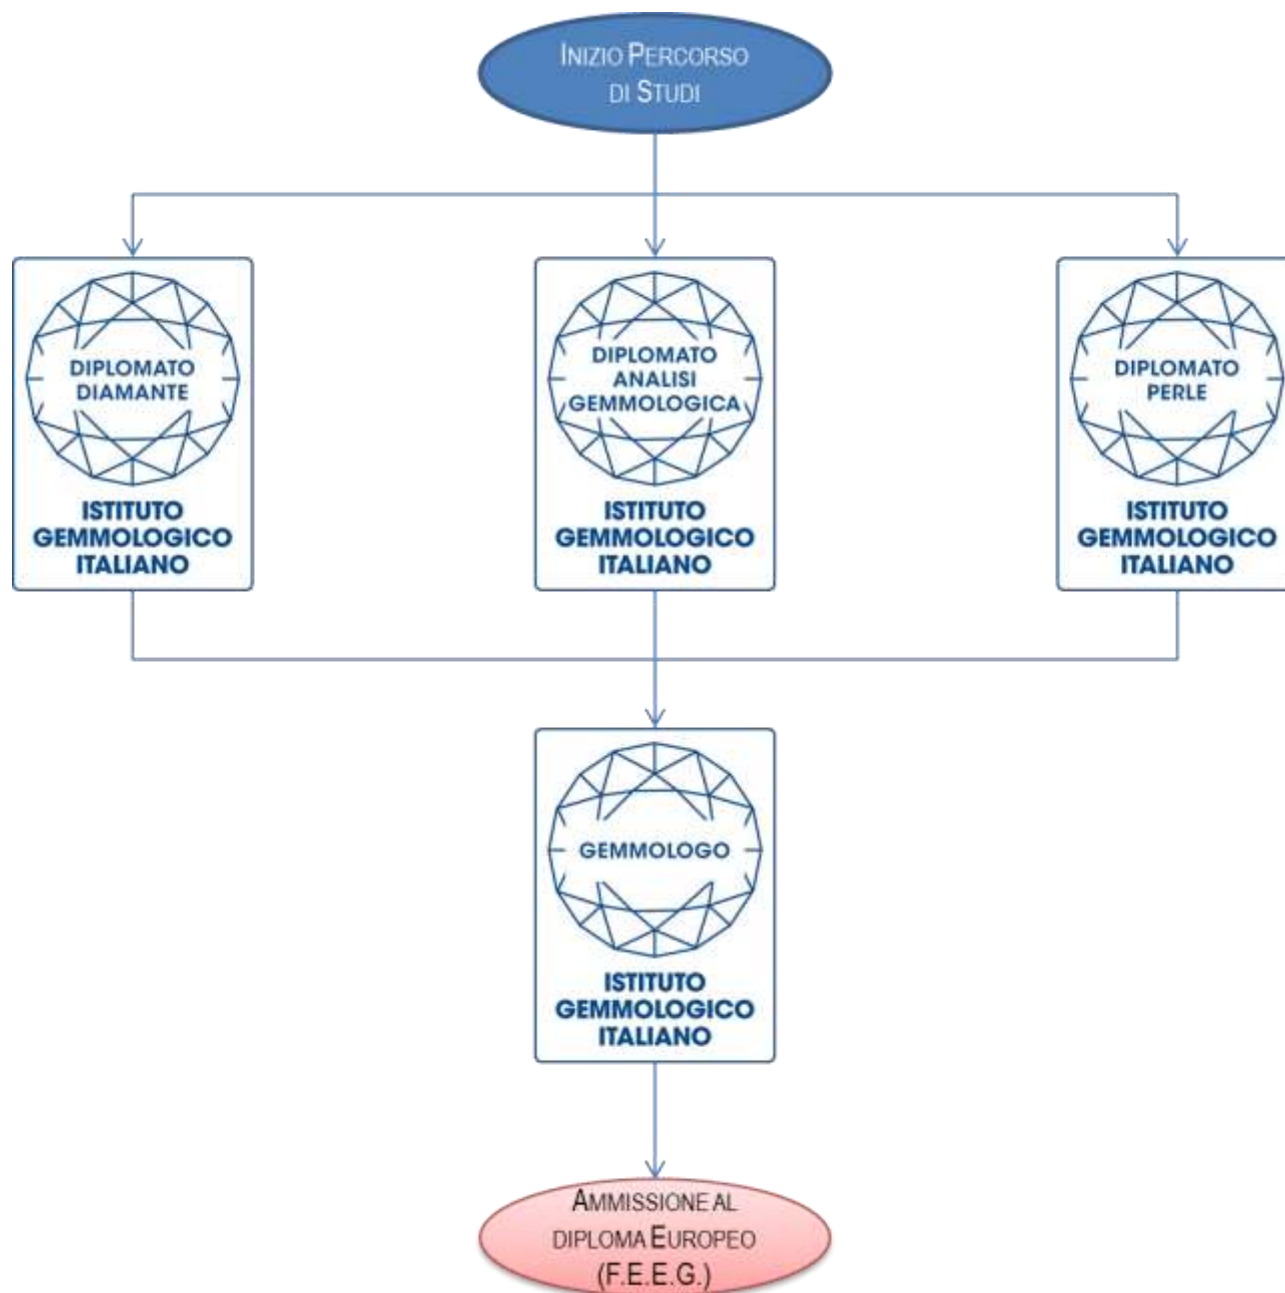 INIZIO PERCORSO
DI STUDI
DIPLOMATO
DIAMANTE
ISTITUTO
GEMMOLOGICO
ITALIANO
DIPLOMATO
ANALISI
GEMMOLOGICA
ISTITUTO
GEMMOLOGICO
ITALIANO
DIPLOMATO
PERLE
ISTITUTO
GEMMOLOGICO
ITALIANO
GEMMOLOGO
ISTITUTO
GEMMOLOGICO
ITALIANO
AMMISSIONE AL
DIPLOMA EUROPEO
(F.E.E.G.)